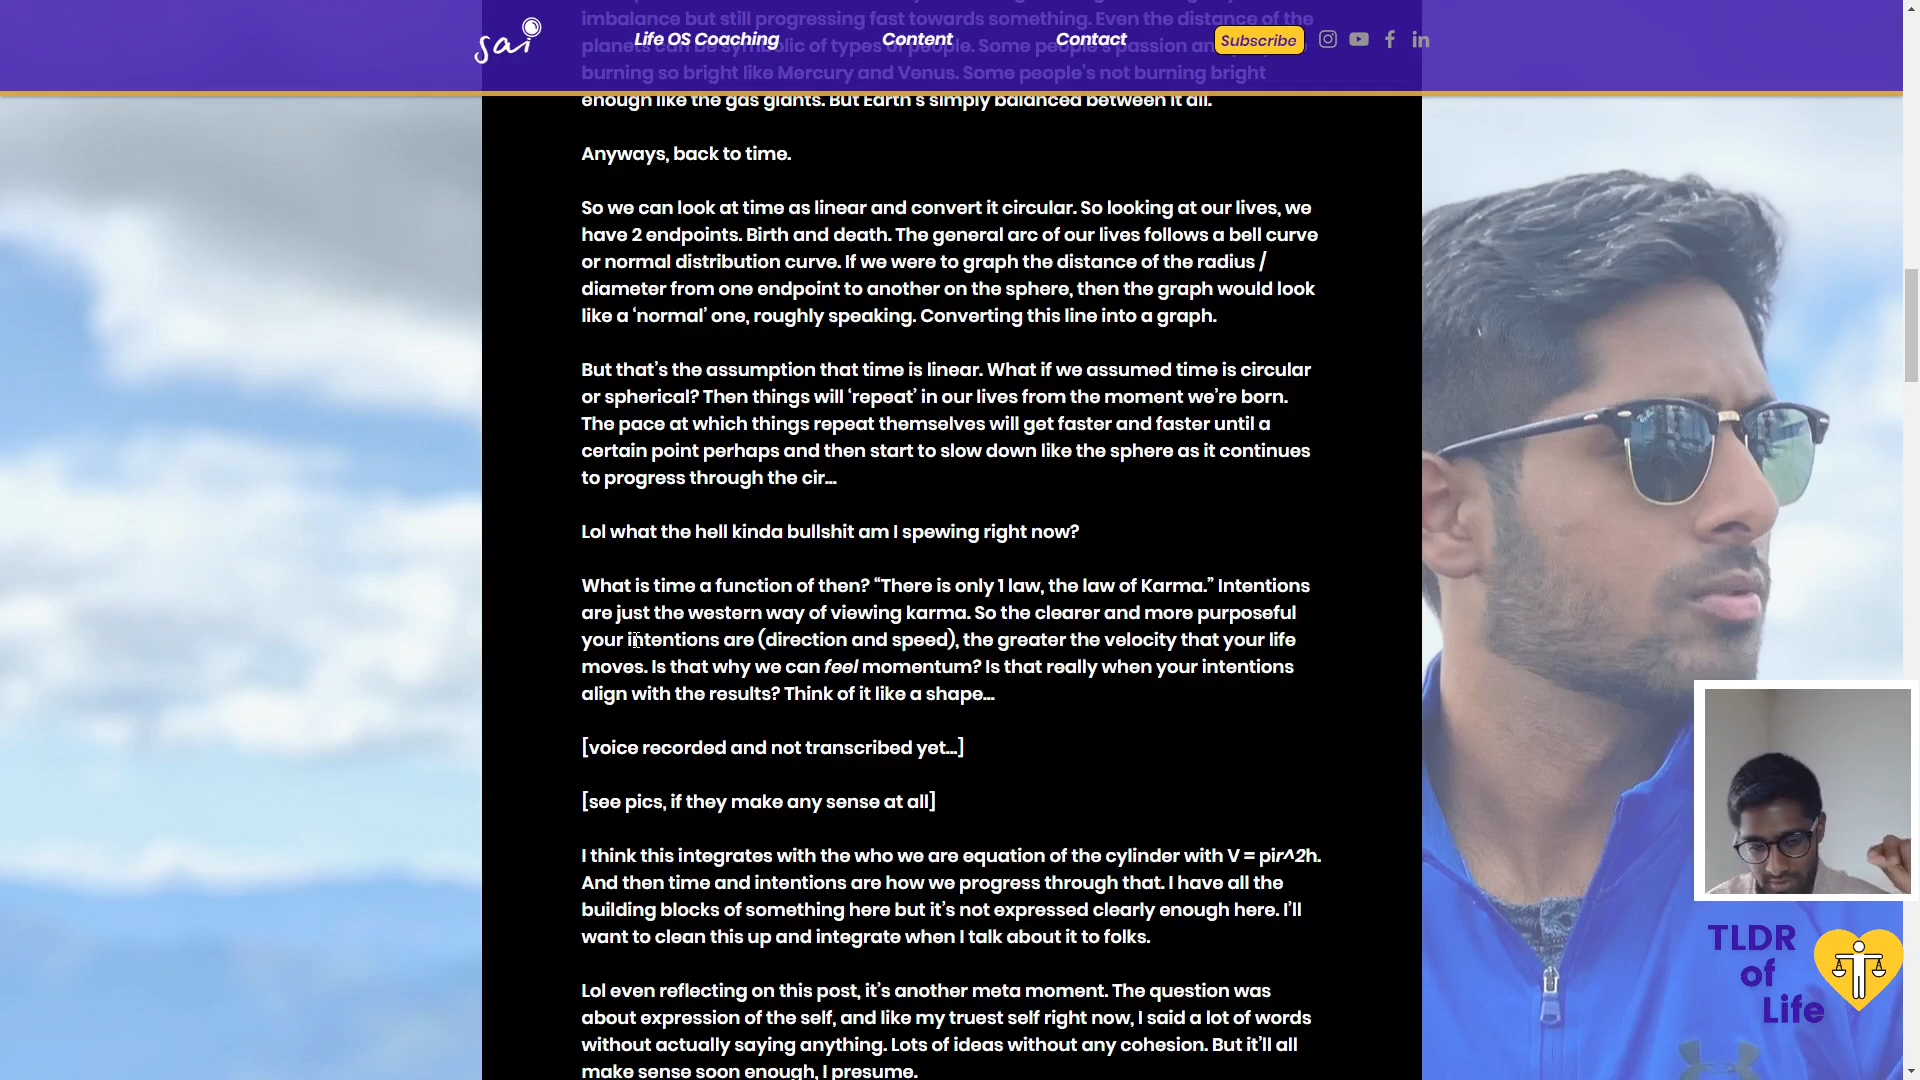 sai
Life OS Coaching
Content
Contact
Subscribe
imbalance but still progressing fast towards something. Even the distance of the
planets can be symbolic of types of people. Some people's passion an
burning so bright like Mercury and Venus. Some people's not burning bright
enough like the gas giants. But Earth's simply balanced between it all.
Anyways, back to time.
So we can look at time as linear and convert it circular. So looking at our lives, we
have 2 endpoints. Birth and death. The general arc of our lives follows a bell curve
or normal distribution curve. If we were to graph the distance of the radius /
diameter from one endpoint to another on the sphere, then the graph would look
like a ‘normal’ one, roughly speaking. Converting this line into a graph.
But that’s the assumption that time is linear. What if we assumed time is circular
or spherical? Then things will ‘repeat’ in our lives from the moment we’re born.
The pace at which things repeat themselves will get faster and faster until a
certain point perhaps and then start to slow down like the sphere as it continues
to progress through the cir...
Lol what the hell kinda bullshit am I spewing right now?
What is time a function of then? “There is only 1 law, the law of Karma.” Intentions
are just the western way of viewing karma. So the clearer and more purposeful
your intentions are (direction and speed), the greater the velocity that your life
moves. Is that why we can feel momentum? Is that really when your intentions
align with the results? Think of it like a shape...
[voice recorded and not transcribed yet...]
[see pics, if they make any sense at all]
I think this integrates with the who we are equation of the cylinder with V = pir^2h.
And then time and intentions are how we progress through that. I have all the
building blocks of something here but it’s not expressed clearly enough here. I’ll
want to clean this up and integrate when I talk about it to folks.
Lol even reflecting on this post, it’s another meta moment. The question was
about expression of the self, and like my truest self right now, I said a lot of words
without actually saying anything. Lots of ideas without any cohesion. But it’ll all
make sense soon enough, I presume.
TLDR
of
Life